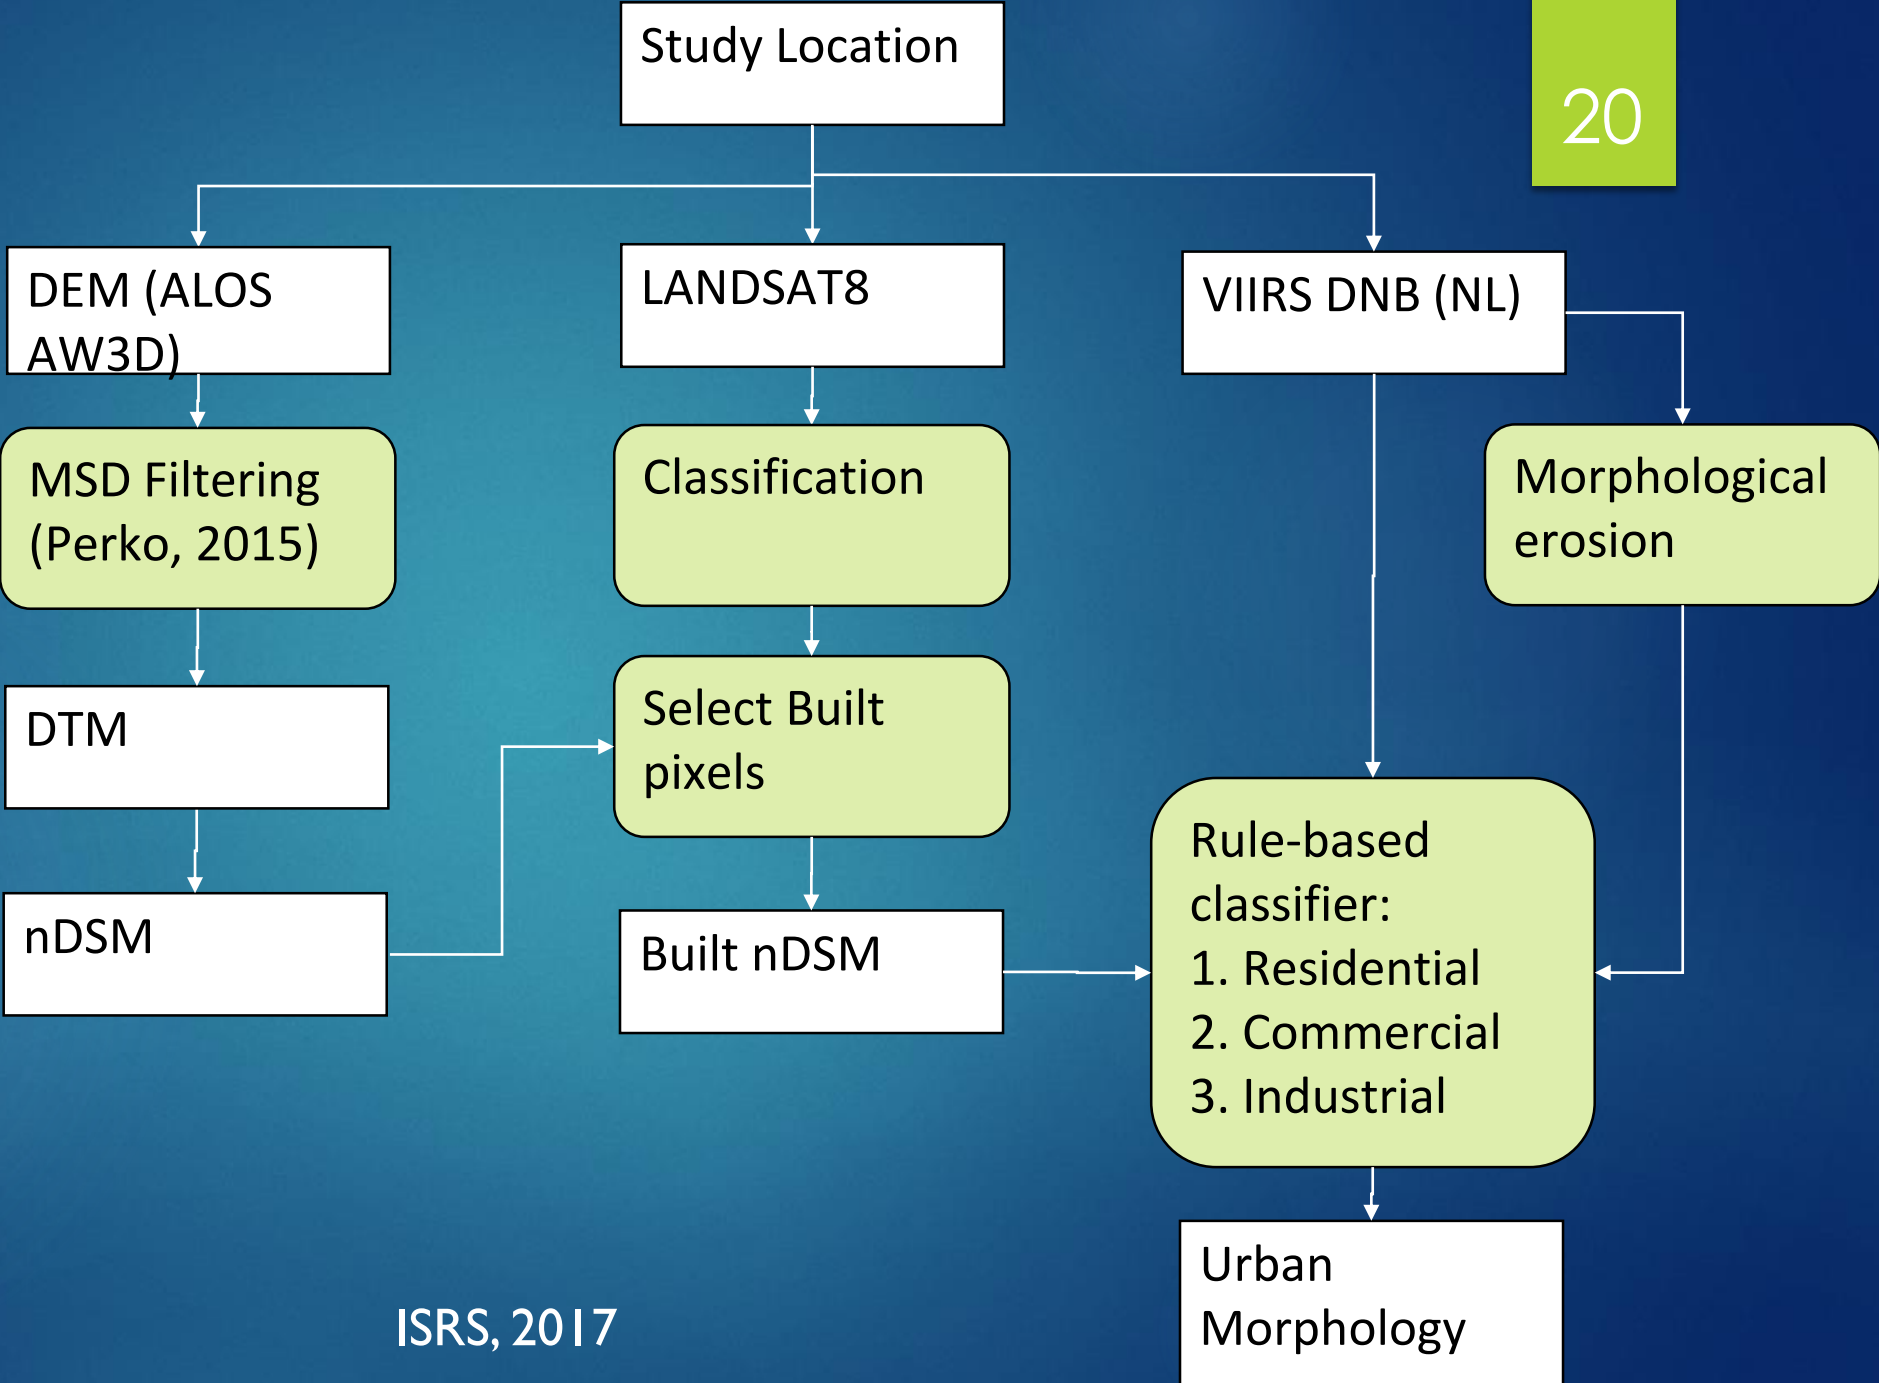 Study Location
20
DEM (ALOS
AW3D)
LANDSAT8
VIIRS DNB (NL)
MSD Filtering
(Perko, 2015)
Classification
Morphological
erosion
DTM
Select Built
pixels
nDSM
Built nDSM
Rule-based
classifier:
1. Residential
2. Commercial
3. Industrial
Urban
Morphology
ISRS, 2017